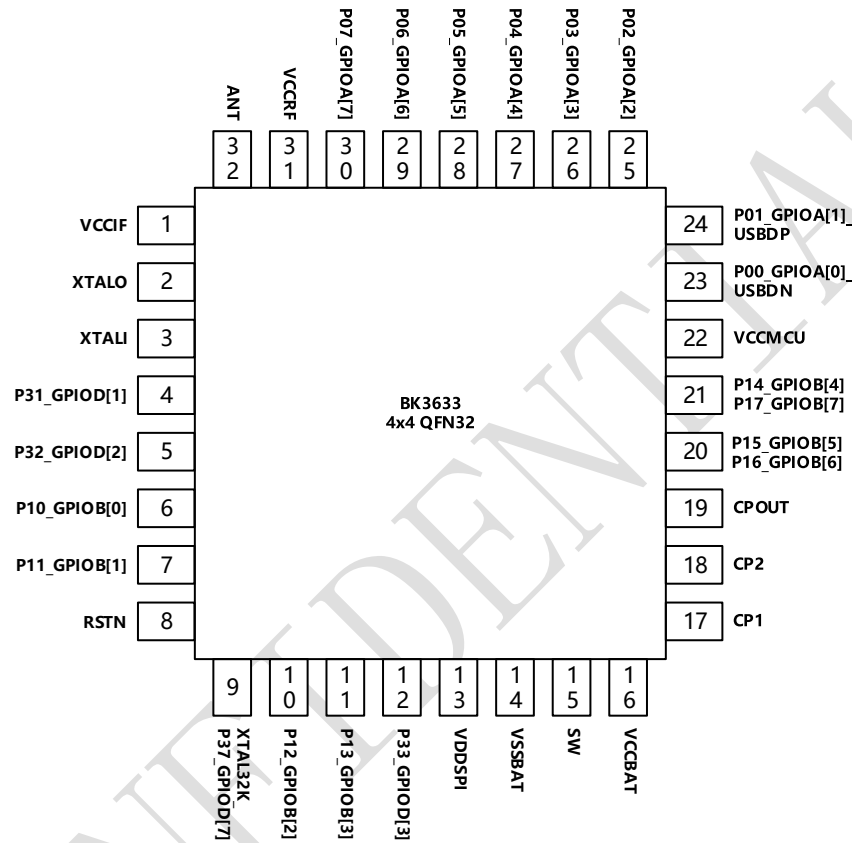 P07_GPIOA[7]
P06_GPIOA[6]
P05_GPIOA[5]
P04_GPIOA[4]
P03_GPIOA[3]
P02_GPIOA[2]
ANT
VCCRF
32
31
30
29
28
27
26
25
VCCIF 1
XTALO 2
XTALI 3
P31_GPIOD[1] 4
P32_GPIOD[2] 5
P10_GPIOB[0] 6
P11_GPIOB[1] 7
RSTN 8
BK3633
4x4 QFN32
24 P01_GPIOA[1]_
USBDP
23 P00_GPIOA[0]_
USBDN
22 VCCMCU
21 P14_GPIOB[4]
P17_GPIOB[7]
20 P15_GPIOB[5]
P16_GPIOB[6]
19 CPOUT
18 CP2
17 CP1
9
10
11
12
13
14
15
16
XTAL32K
P37_GPIOD[7]
P12_GPIOB[2]
P13_GPIOB[3]
P33_GPIOD[3]
VDDSPI
VSSBAT
SW
VCCBAT
NFIDENTIA